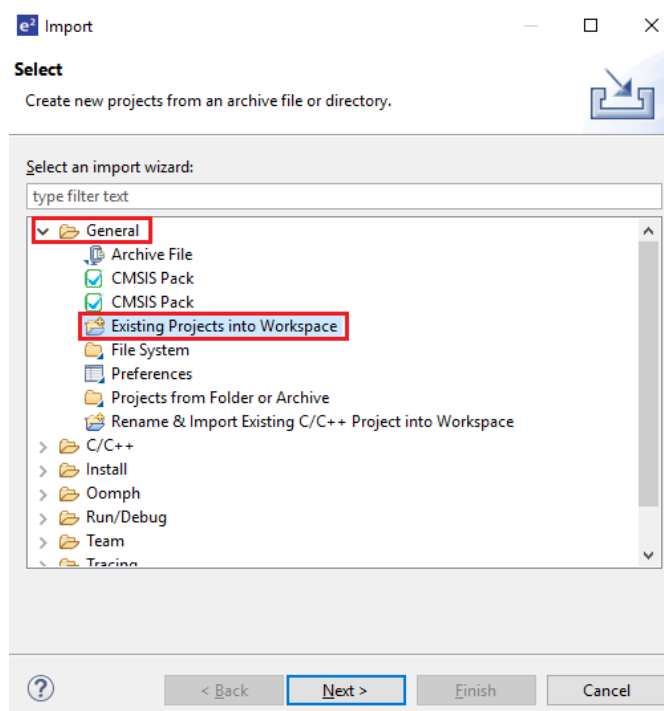 e² Import
Select
Create new projects from an archive file or directory.
Select an import wizard:
type filter text
General
Archive File
CMSIS Pack
CMSIS Pack
Existing Projects into Workspace
File System
Preferences
Projects from Folder or Archive
Rename & Import Existing C/C++ Project into Workspace
C/C++
Install
Oomph
Run/Debug
Team
Tracing
? < Back Next > Finish Cancel